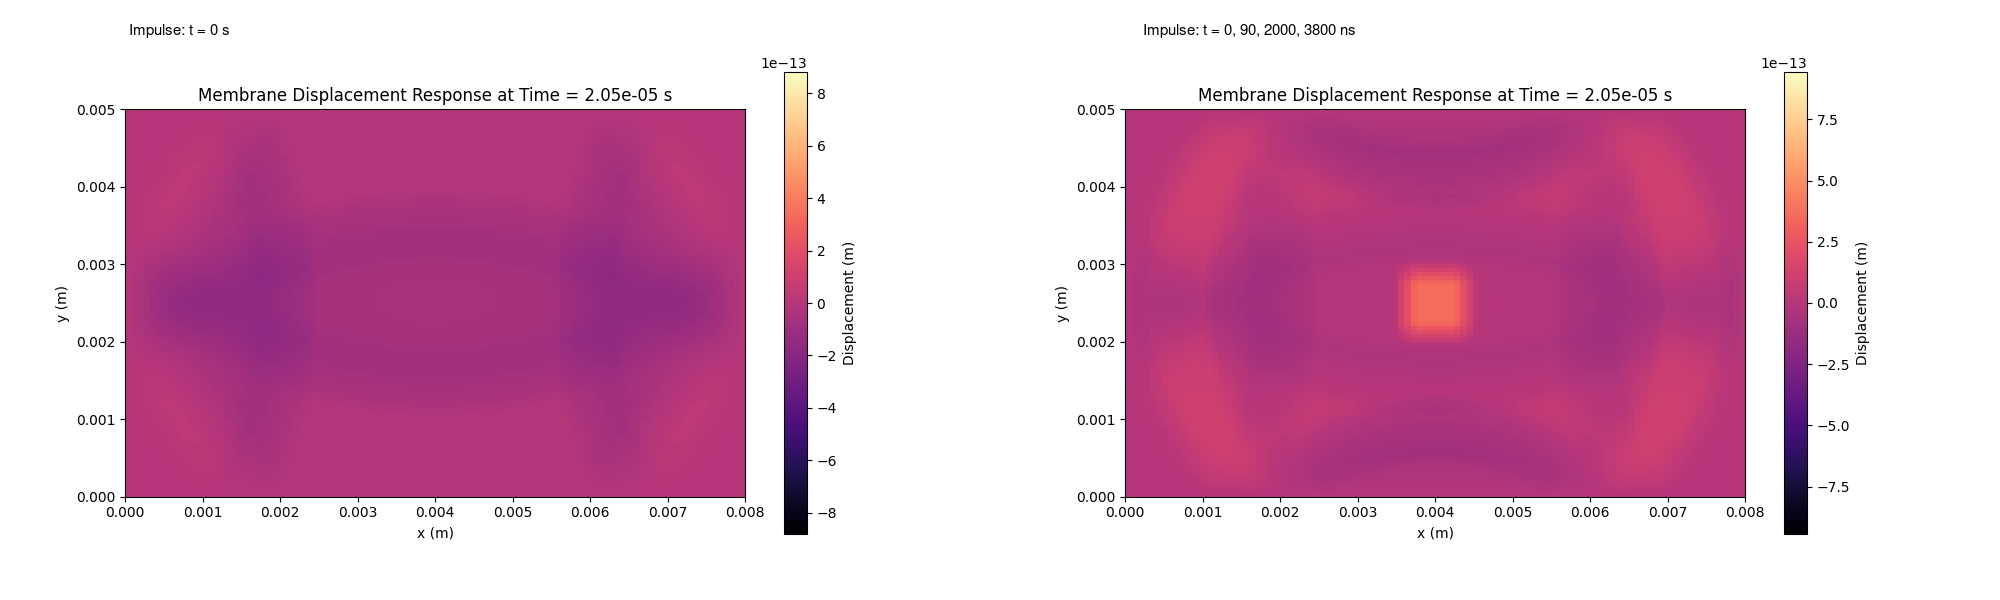 Impulse: t = 0 s
1e−13
Membrane Displacement Response at Time = 2.05e-05 s
0.005
0.004
0.003
0.002
0.001
0.000
y (m)
0.000 0.001 0.002 0.003 0.004 0.005 0.006 0.007 0.008
x (m)
8
6
4
2
0
−2
−4
−6
−8
Displacement (m)
Impulse: t = 0, 90, 2000, 3800 ns
1e−13
Membrane Displacement Response at Time = 2.05e-05 s
0.005
0.004
0.003
0.002
0.001
0.000
y (m)
0.000 0.001 0.002 0.003 0.004 0.005 0.006 0.007 0.008
x (m)
7.5
5.0
2.5
0.0
−2.5
−5.0
−7.5
Displacement (m)